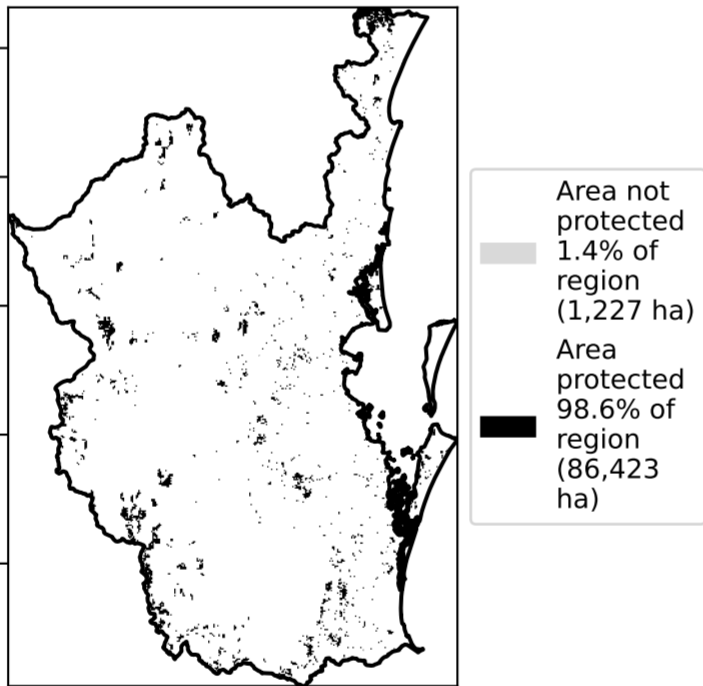 Area not
protected
1.4% of
region
(1,227 ha)
Area
protected
98.6% of
region
(86,423
ha)